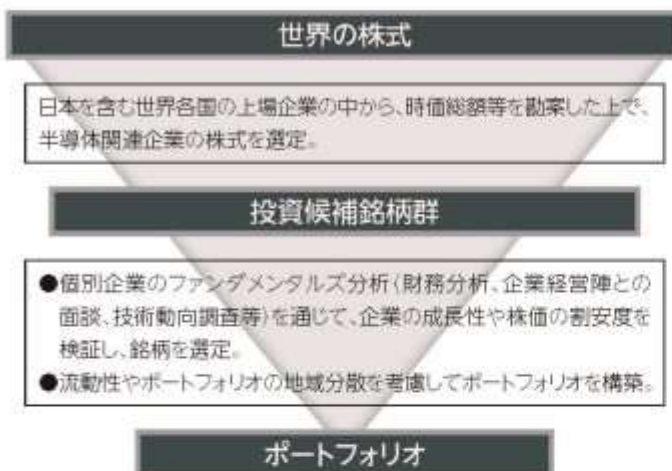 世界の株式
日本を含む世界各国の上場企業の中から、時価総額等を勘案した上で、
半導体関連企業の株式を選定。
投資候補銘柄群
●個別企業のファンダメンタルズ分析(財務分析、企業経営陣との
面談、技術動向調査等)を通じて、企業の成長性や株価の割安度を
検証し、銘柄を選定。
●流動性やポートフォリオの地域分散を考慮してポートフォリオを構築。
ポートフォリオ